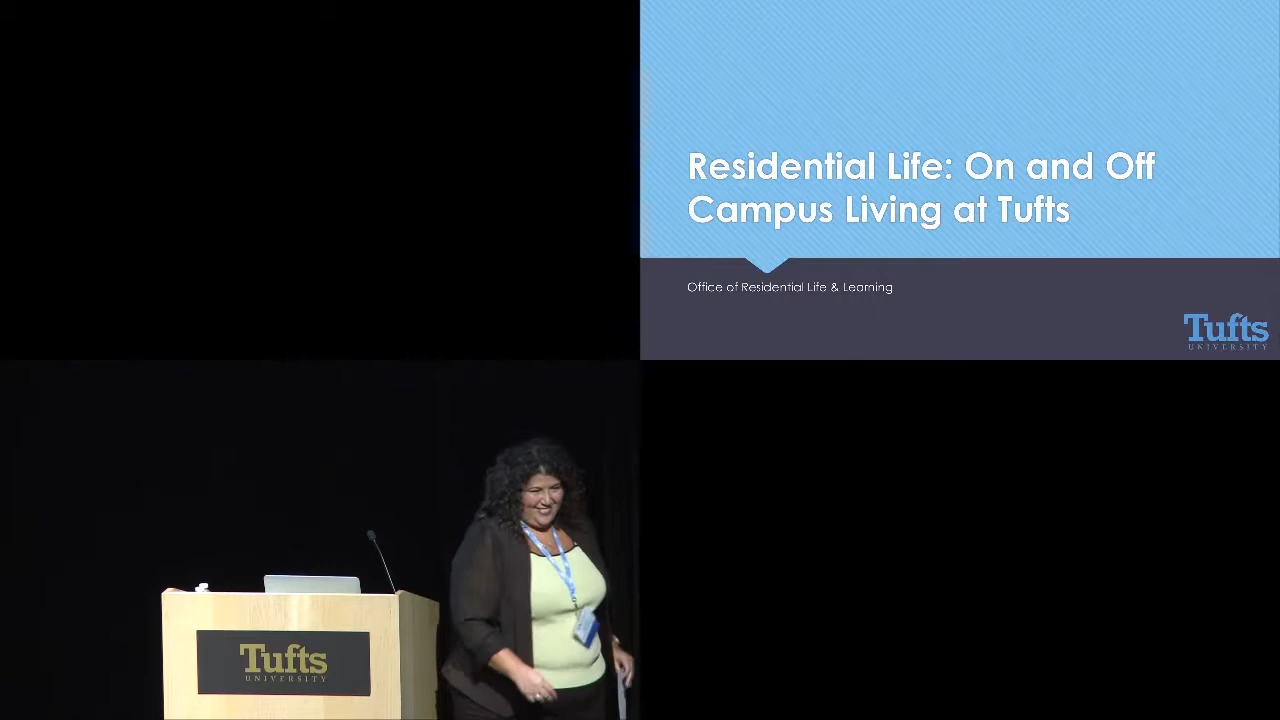 Residential Life: On and Off
Campus Living at Tufts
Office of Residential Life & Learning
Tufts
UNIVERSITY
Tufts
UNIVERSITY